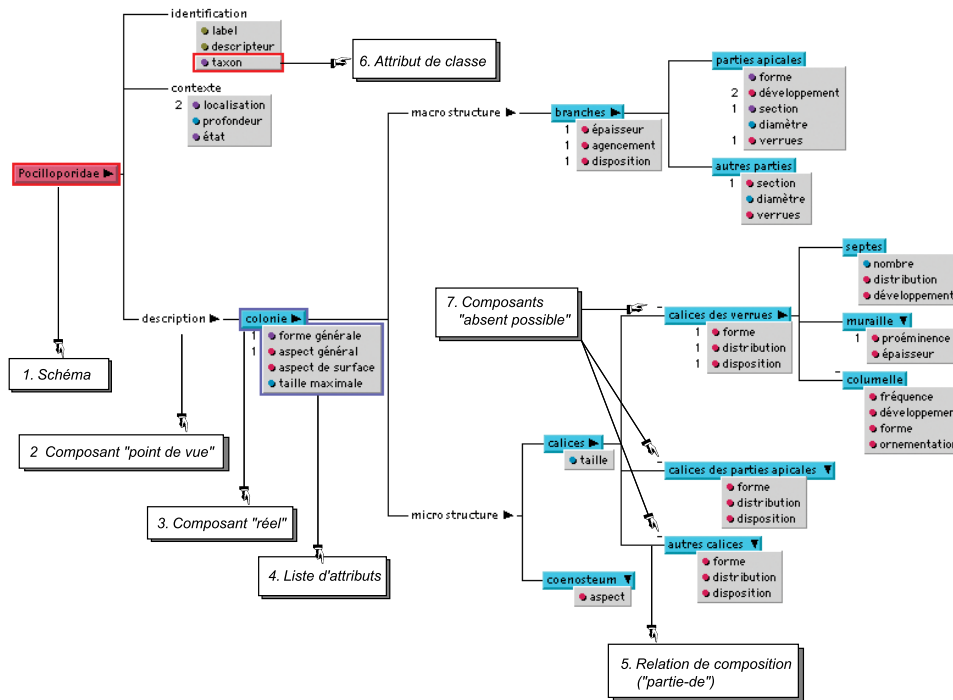 identification
label
descripteur
taxon
6. Attribut de classe
contexte
2 localisation
profondeur
état
Pocilloporidae
1. Schéma
description
2 Composant "point de vue"
colonie
forme générale
1 aspect général
aspect de surface
taille maximale
3. Composant "réel"
4. Liste d'attributs
macro structure
branches
1 épaisseur
1 agencement
1 disposition
parties apicales
forme
2 développement
1 section
diamètre
1 verrues
autres parties
1 section
diamètre
verrues
7. Composants
"absent possible"
micro structure
calices
taille
coenosteum
aspect
- calices des verrues
1 forme
1 distribution
1 disposition
septes
nombre
distribution
développement
muraille
1 proéminence
épaisseur
- columelle
fréquence
développemen
forme
ornementation
- calices des parties apicales
forme
distribution
disposition
- autres calices
forme
distribution
disposition
5. Relation de composition
("partie-de")